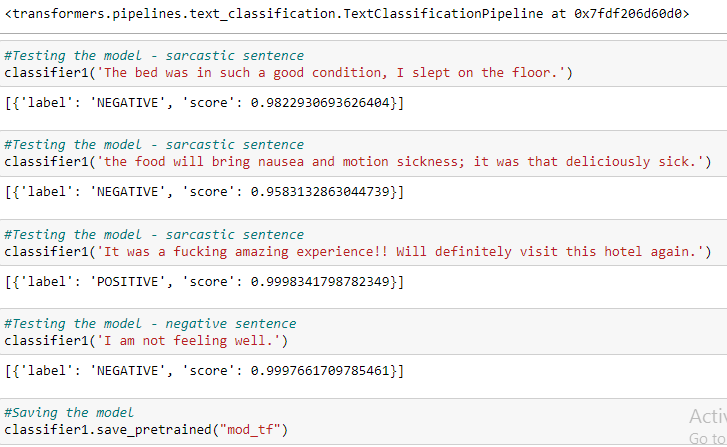 <transformers.pipelines.text_classification.TextClassificationPipeline at 0x7fdf206d60d0>
#Testing the model - sarcastic sentence
classifier1('The bed was in such a good condition, I slept on the floor.')
[{'label': 'NEGATIVE', 'score': 0.9822930693626404}]
#Testing the model - sarcastic sentence
classifier1('the food will bring nausea and motion sickness; it was that deliciously sick.')
[{'label': 'NEGATIVE', 'score': 0.9583132863044739}]
#Testing the model - sarcastic sentence
classifier1('It was a fucking amazing experience!! Will definitely visit this hotel again.')
[{'label': 'POSITIVE', 'score': 0.9998341798782349}]
#Testing the model - negative sentence
classifier1('I am not feeling well.')
[{'label': 'NEGATIVE', 'score': 0.9997661709785461}]
#Saving the model
classifier1.save_pretrained("mod_tf")
Activ
Go to